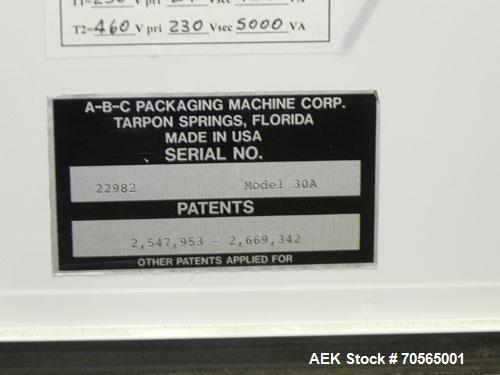 T2=460 V pri 230 Vsec 5000 VA
A-B-C PACKAGING MACHINE CORP.
TARPON SPRINGS, FLORIDA
MADE IN USA
SERIAL NO.
22982 Model 30A
PATENTS
2,547,953 - 2,669,342
OTHER PATENTS APPLIED FOR
AEK Stock # 70565001